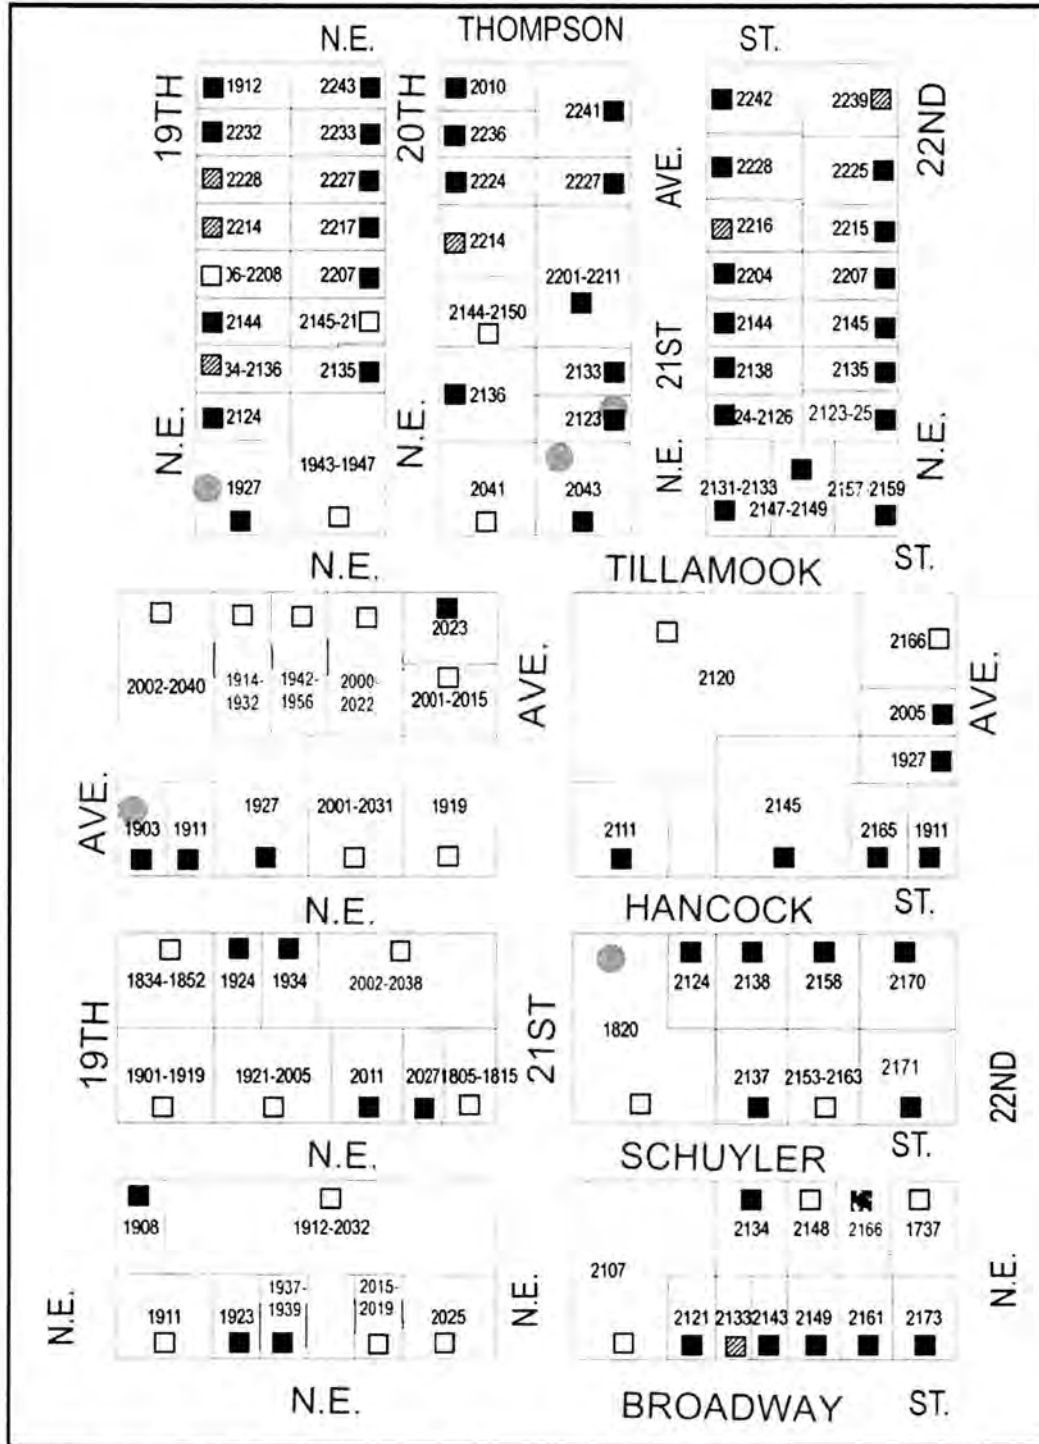 N.E. THOMPSON ST.
19TH 20TH 22ND
1912 2243 2010 2241 2242 2239
2232 2233 2236
2228 2227 2224 2227 AVE. 2228 2225
2214 2217 2214 2216 2215
)6-2208 2207 2201-2211 2204 2207
2144 2145-21 2144-2150 21ST 2144 2145
34-2136 2135 2136 2133 2138 2135
2124 2123 24-2126 2123-25
N.E. N.E. N.E. N.E.
1927 1943-1947 2041 2043 2131-2133 2147-2149 2157-2159
N.E. TILLAMOOK ST.
2002-2040 1914-1932 1942-1956 2000-2022 2023 2120 2166
2001-2015 2005
AVE. AVE.
1927
AVE.
1903 1911 1927 2001-2031 1919 2111 2145 2165 1911
N.E. HANCOCK ST.
1834-1852 1924 1934 2002-2038 2124 2138 2158 2170
19TH 21ST 1820 22ND
1901-1919 1921-2005 2011 2027 1805-1815 2137 2153-2163 2171
N.E. SCHUYLER ST.
1908 1912-2032 2134 2148 2166 1737
N.E. N.E. 2107 N.E.
1911 1923 1937-1939 2015-2019 2025 2121 2133 2143 2149 2161 2173
N.E. BROADWAY ST.